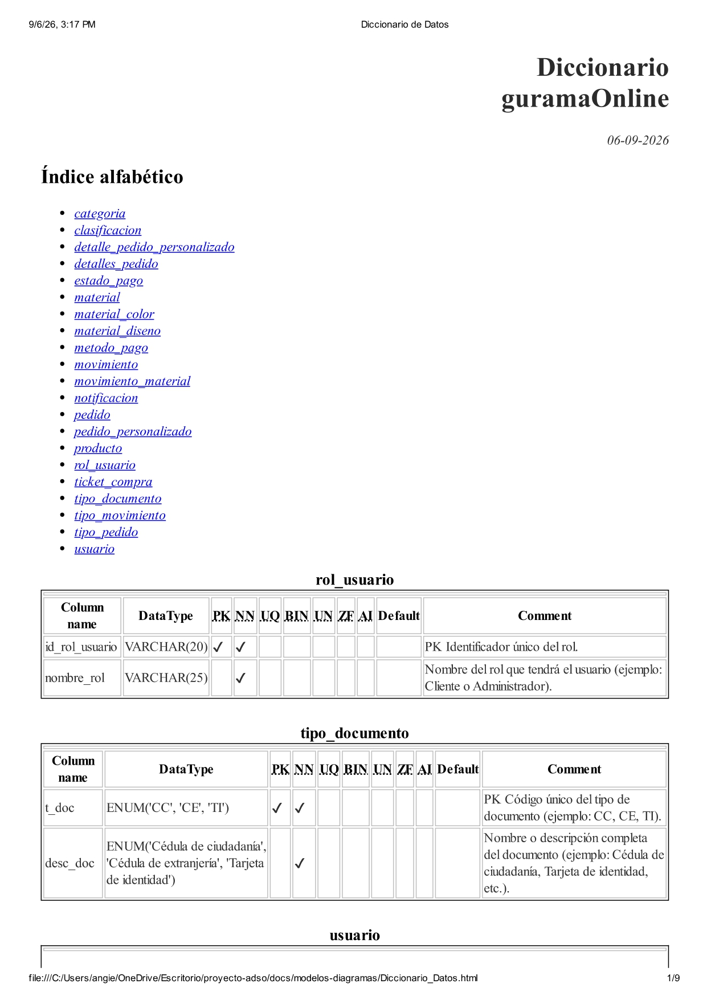 9/6/26, 3:17 PM Diccionario de Datos
Diccionario
guramaOnline
06-09-2026
Índice alfabético
• categoria
• clasificacion
• detalle_pedido_personalizado
• detalles_pedido
• estado_pago
• material
• material_color
• material_diseno
• metodo_pago
• movimiento
• movimiento_material
• notificacion
• pedido
• pedido_personalizado
• producto
• rol_usuario
• ticket_compra
• tipo_documento
• tipo_movimiento
• tipo_pedido
• usuario
rol_usuario
Column name DataType PK NN UQ BIN UN ZF AI Default Comment
id_rol_usuario VARCHAR(20) ✓ ✓ PK Identificador único del rol.
nombre_rol VARCHAR(25) ✓ Nombre del rol que tendrá el usuario (ejemplo:
Cliente o Administrador).
tipo_documento
Column name DataType PK NN UQ BIN UN ZF AI Default Comment
t_doc ENUM('CC', 'CE', 'TI') ✓ ✓ PK Código único del tipo de
documento (ejemplo: CC, CE, TI).
desc_doc ENUM('Cédula de ciudadanía',
'Cédula de extranjería', 'Tarjeta
de identidad') ✓ Nombre o descripción completa
del documento (ejemplo: Cédula de
ciudadanía, Tarjeta de identidad,
etc.).
usuario
file:///C:/Users/angie/OneDrive/Escritorio/proyecto-adso/docs/modelos-diagramas/Diccionario_Datos.html 1/9